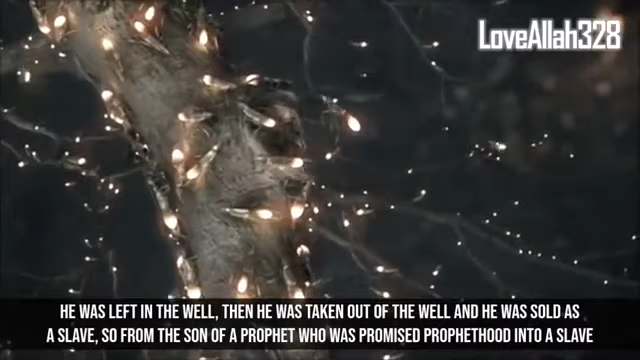 LoveAllah328
HE WAS LEFT IN THE WELL, THEN HE WAS TAKEN OUT OF THE WELL AND HE WAS SOLD AS
A SLAVE, SO FROM THE SON OF A PROPHET WHO WAS PROMISED PROPHETHOOD INTO A SLAVE